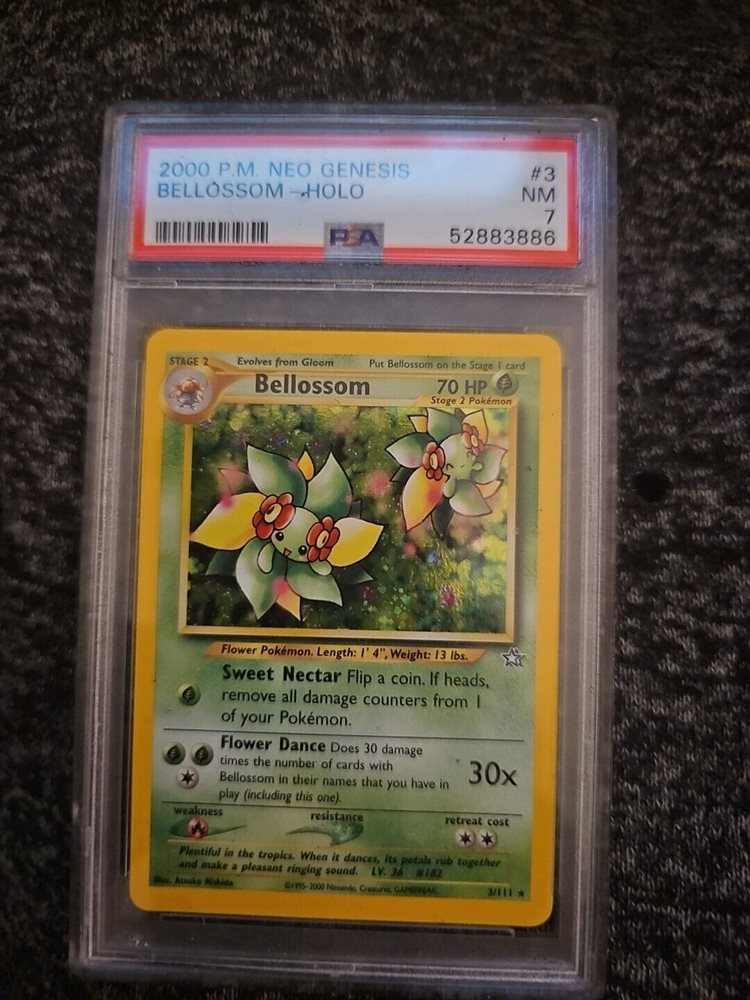 2000 P.M. NEO GENESIS #3
BELLOSSOM - HOLO NM
7
PSA 52883886
STAGE 2 Evolves from Gloom Put Bellossom on the Stage 1 card
Bellossom 70 HP
Stage 2 Pokémon
Flower Pokémon. Length: 1' 4", Weight: 13 lbs.
Sweet Nectar Flip a coin. If heads,
remove all damage counters from 1
of your Pokémon.
Flower Dance Does 30 damage
times the number of cards with
Bellossom in their names that you have in
play (including this one).
30x
weakness resistance retreat cost
Plentiful in the tropics. When it dances, its petals rub together
and make a pleasant ringing sound. LV. 36 #182
Illus. Atsuko Nishida ©1995-2000 Nintendo, Creatures, GAMEFREAK. 3/111 ★